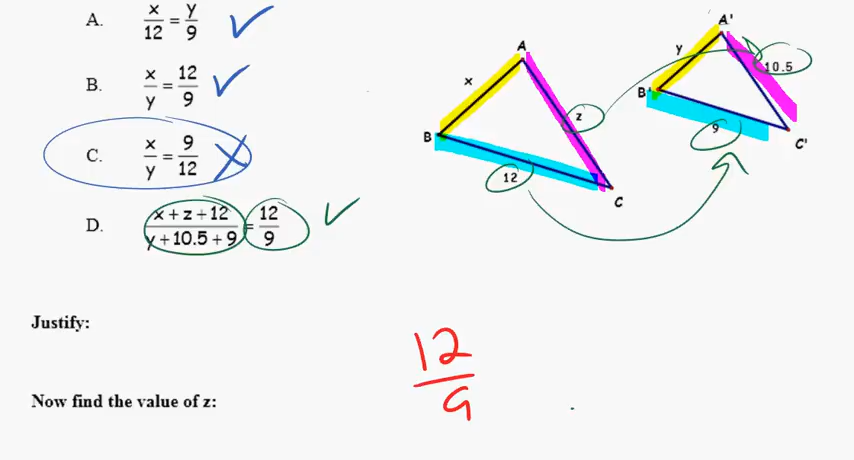 A. x/12 = y/9
B. x/y = 12/9
C. x/y = 9/12
D. x + z + 12 / y + 10.5 + 9 = 12/9
A
x
B
z
12
C
A'
y
10.5
B'
9
C'
Justify:
12/9
Now find the value of z: